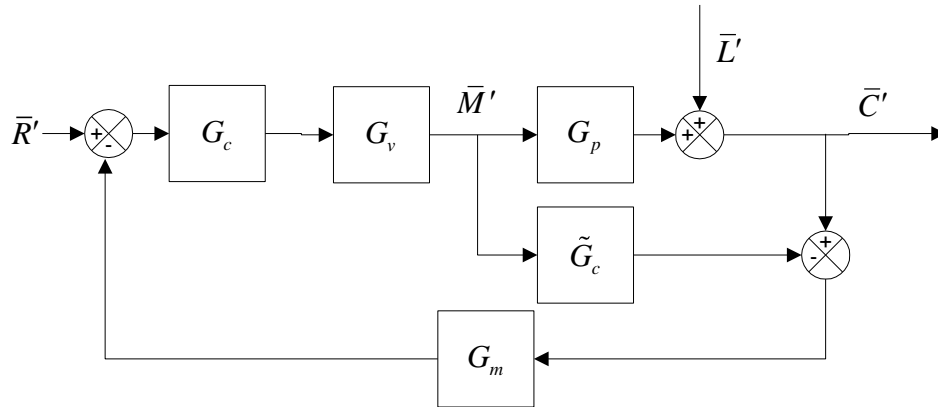 L̅′
R̅′
+
-
G_c
G_v
M̅′
G_p
+
+
C̅′
G̃_c
+
-
G_m